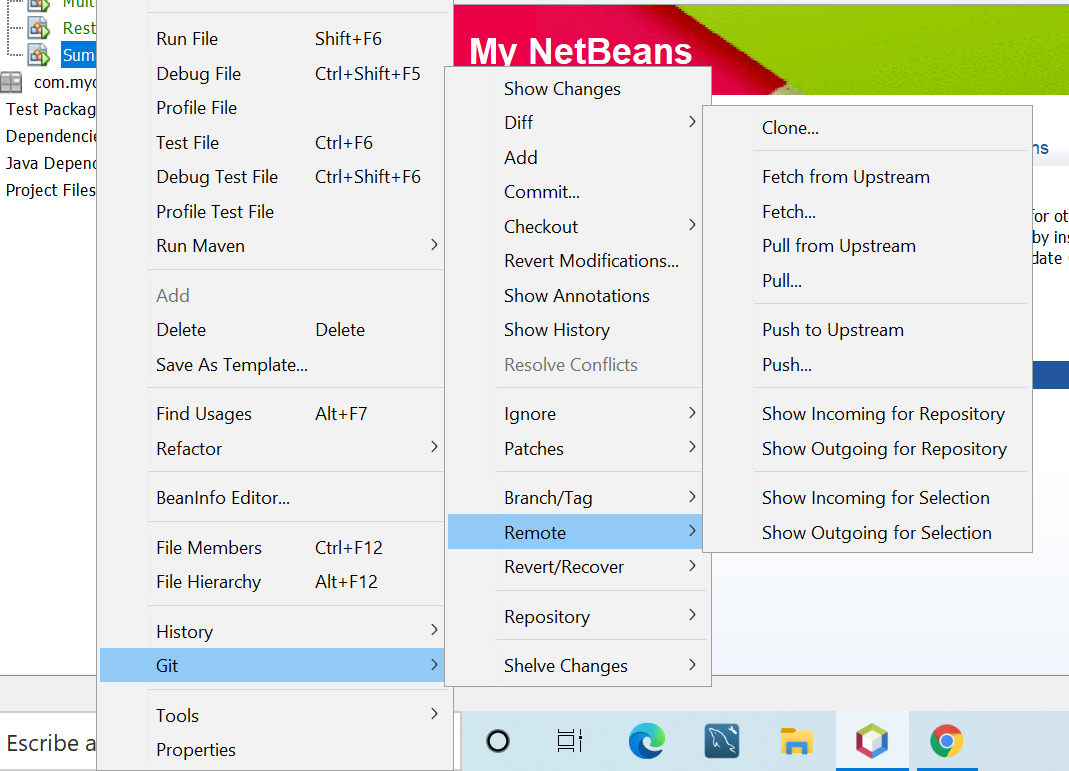 Mult
Rest
Sum
com.myc
Test Packag
Dependencie
Java Depend
Project Files
Run File Shift+F6
Debug File Ctrl+Shift+F5
Profile File
Test File Ctrl+F6
Debug Test File Ctrl+Shift+F6
Profile Test File
Run Maven
Add
Delete Delete
Save As Template...
Find Usages Alt+F7
Refactor
BeanInfo Editor...
File Members Ctrl+F12
File Hierarchy Alt+F12
History
Git
Tools
Properties
My NetBeans
Show Changes
Diff
Add
Commit...
Checkout
Revert Modifications...
Show Annotations
Show History
Resolve Conflicts
Ignore
Patches
Branch/Tag
Remote
Revert/Recover
Repository
Shelve Changes
Clone...
Fetch from Upstream
Fetch...
Pull from Upstream
Pull...
Push to Upstream
Push...
Show Incoming for Repository
Show Outgoing for Repository
Show Incoming for Selection
Show Outgoing for Selection
ns
for ot
by ins
date
Escribe a